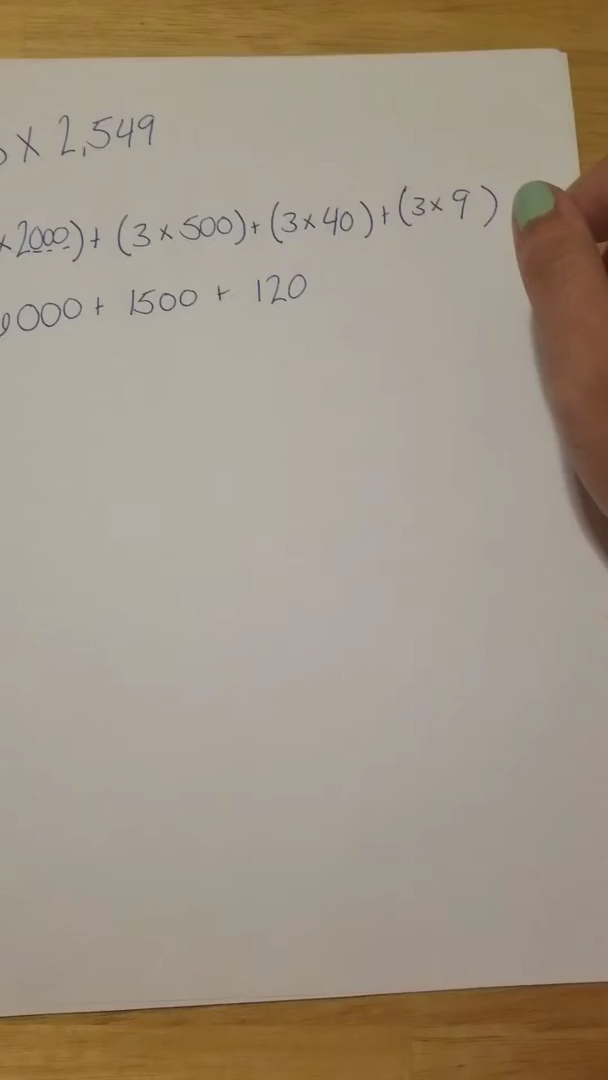 x 2,549
x 2000) + (3 x 500) + (3 x 40) + (3 x 9)
000 + 1500 + 120